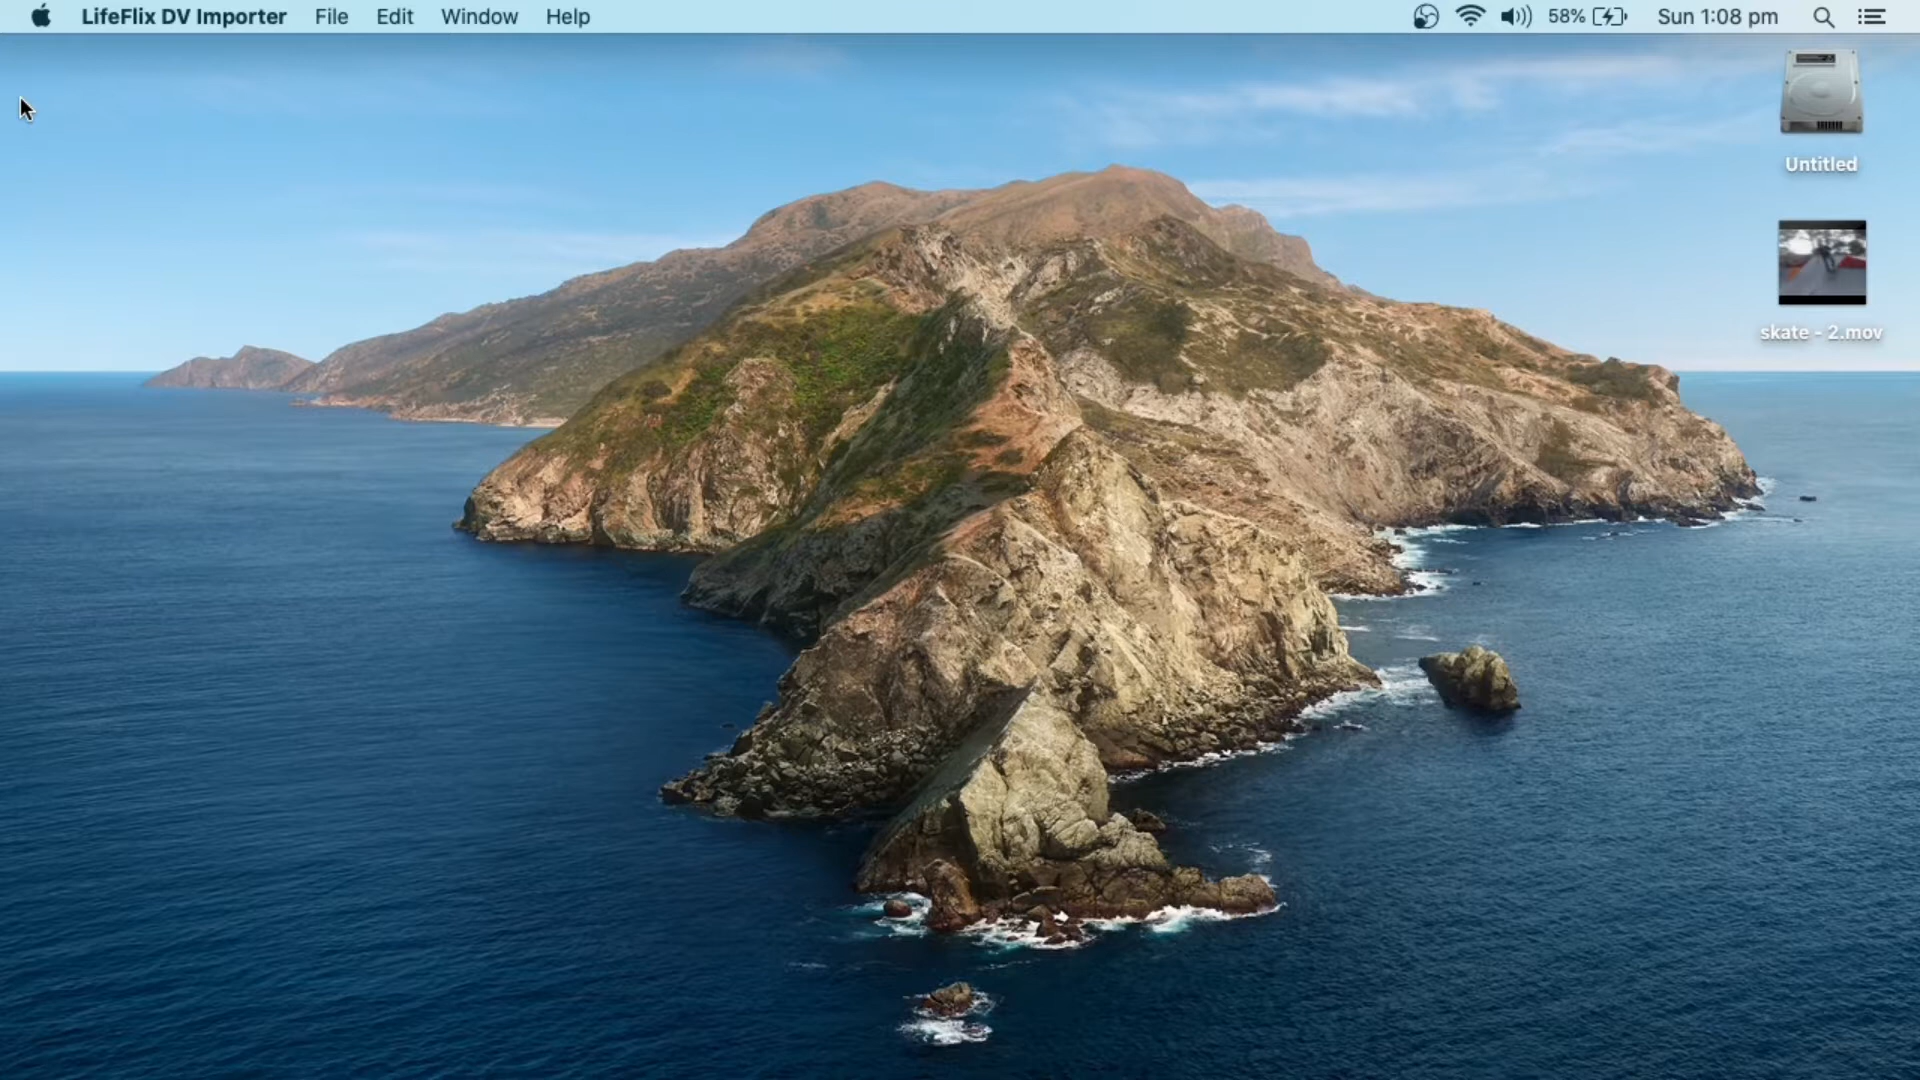 LifeFlix DV Importer File Edit Window Help 58% Sun 1:08 pm
Untitled
skate - 2.mov